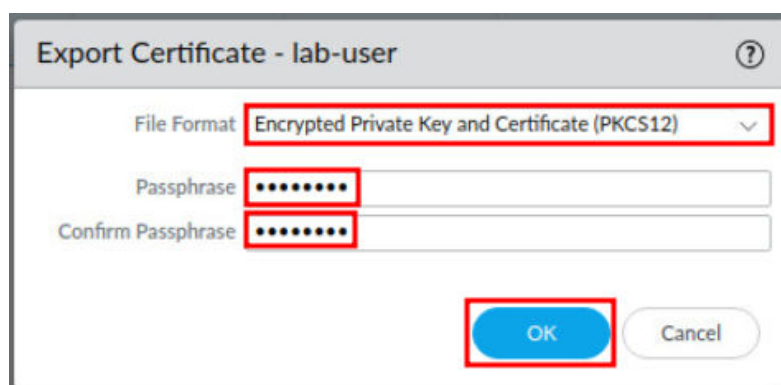 Export Certificate - lab-user
File Format Encrypted Private Key and Certificate (PKCS12)
Passphrase ••••••••
Confirm Passphrase ••••••••
OK Cancel